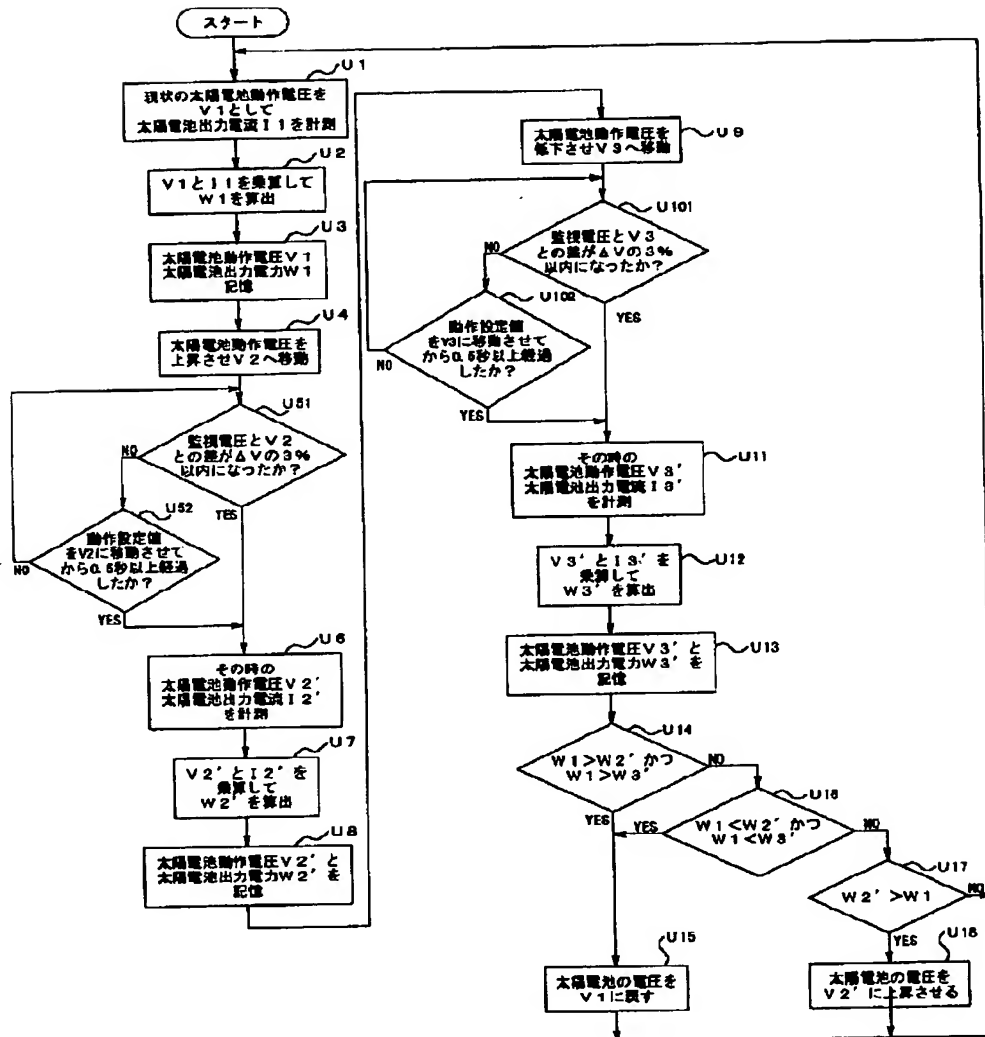 スタート
U1
現状の太陽電池動作電圧を
V1として
太陽電池出力電流I1を計測
U2
V1とI1を乗算して
W1を算出
U3
太陽電池動作電圧V1
太陽電池出力電力W1
記憶
U4
太陽電池動作電圧を
上昇させV2へ移動
U51
監視電圧とV2
との差がΔVの3%
以内になったか?
NO
YES
U52
動作設定値
をV2に移動させて
から0.5秒以上経過
したか?
NO
YES
U6
その時の
太陽電池動作電圧V2′
太陽電池出力電流I2′
を計測
U7
V2′とI2′を
乗算して
W2′を算出
U8
太陽電池動作電圧V2′と
太陽電池出力電力W2′を
記憶
U9
太陽電池動作電圧を
低下させV3へ移動
U101
監視電圧とV3
との差がΔVの3%
以内になったか?
NO
YES
U102
動作設定値
をV3に移動させて
から0.5秒以上経過
したか?
NO
YES
U11
その時の
太陽電池動作電圧V3′
太陽電池出力電流I3′
を計測
U12
V3′とI3′を
乗算して
W3′を算出
U13
太陽電池動作電圧V3′と
太陽電池出力電力W3′を
記憶
U14
W1>W2′かつ
W1>W3′
NO
YES
U16
W1<W2′かつ
W1<W3′
YES
NO
U17
W2′>W1
NO
YES
U15
太陽電池の電圧を
V1に戻す
U18
太陽電池の電圧を
V2′に上昇させる